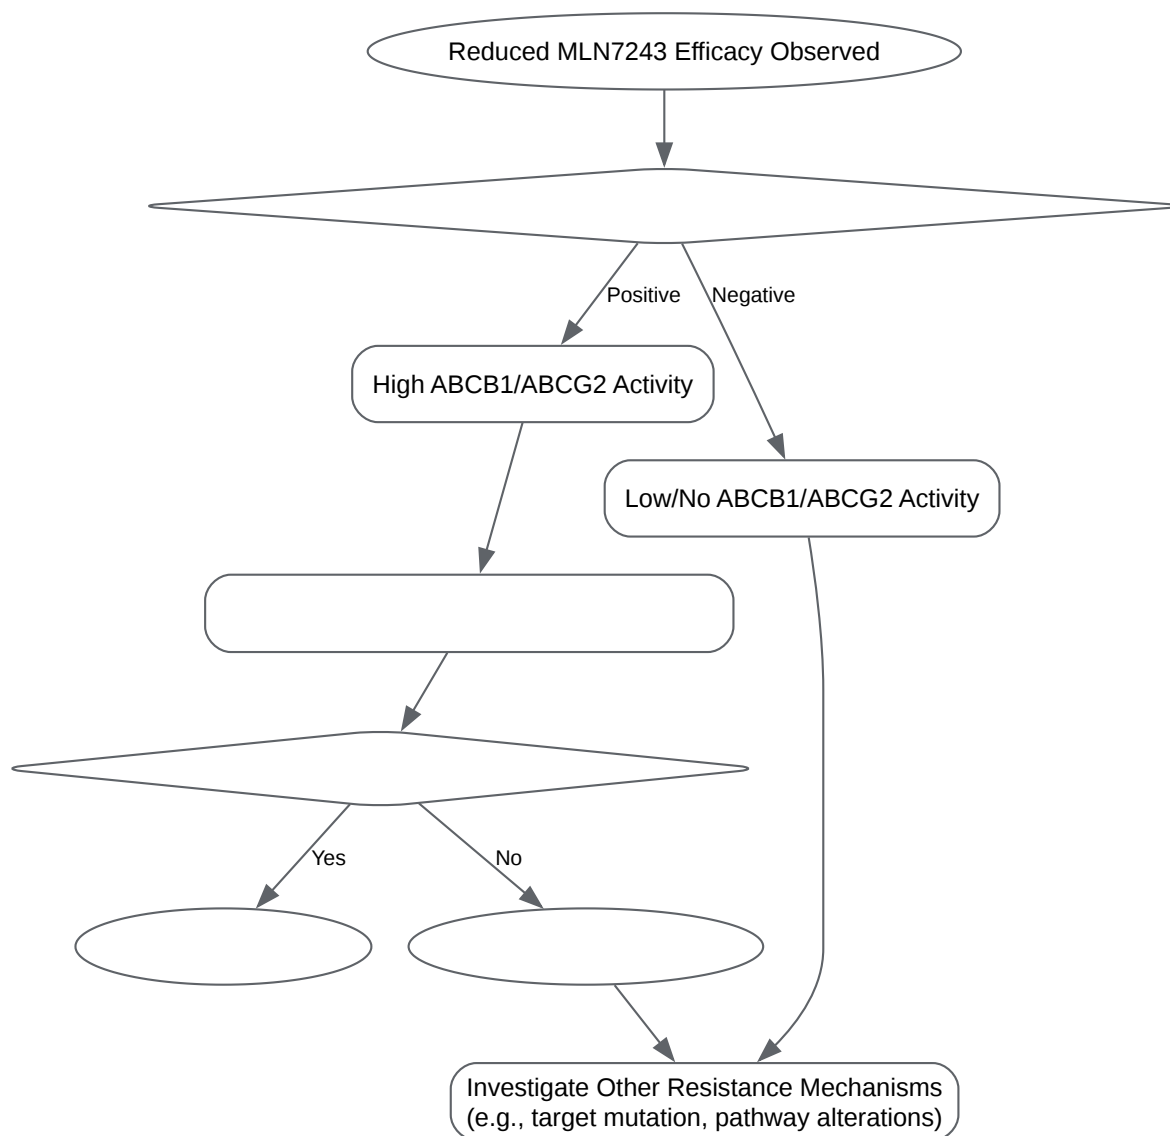 Reduced MLN7243 Efficacy Observed
Positive
Negative
High ABCB1/ABCG2 Activity
Low/No ABCB1/ABCG2 Activity
Yes
No
Investigate Other Resistance Mechanisms
(e.g., target mutation, pathway alterations)